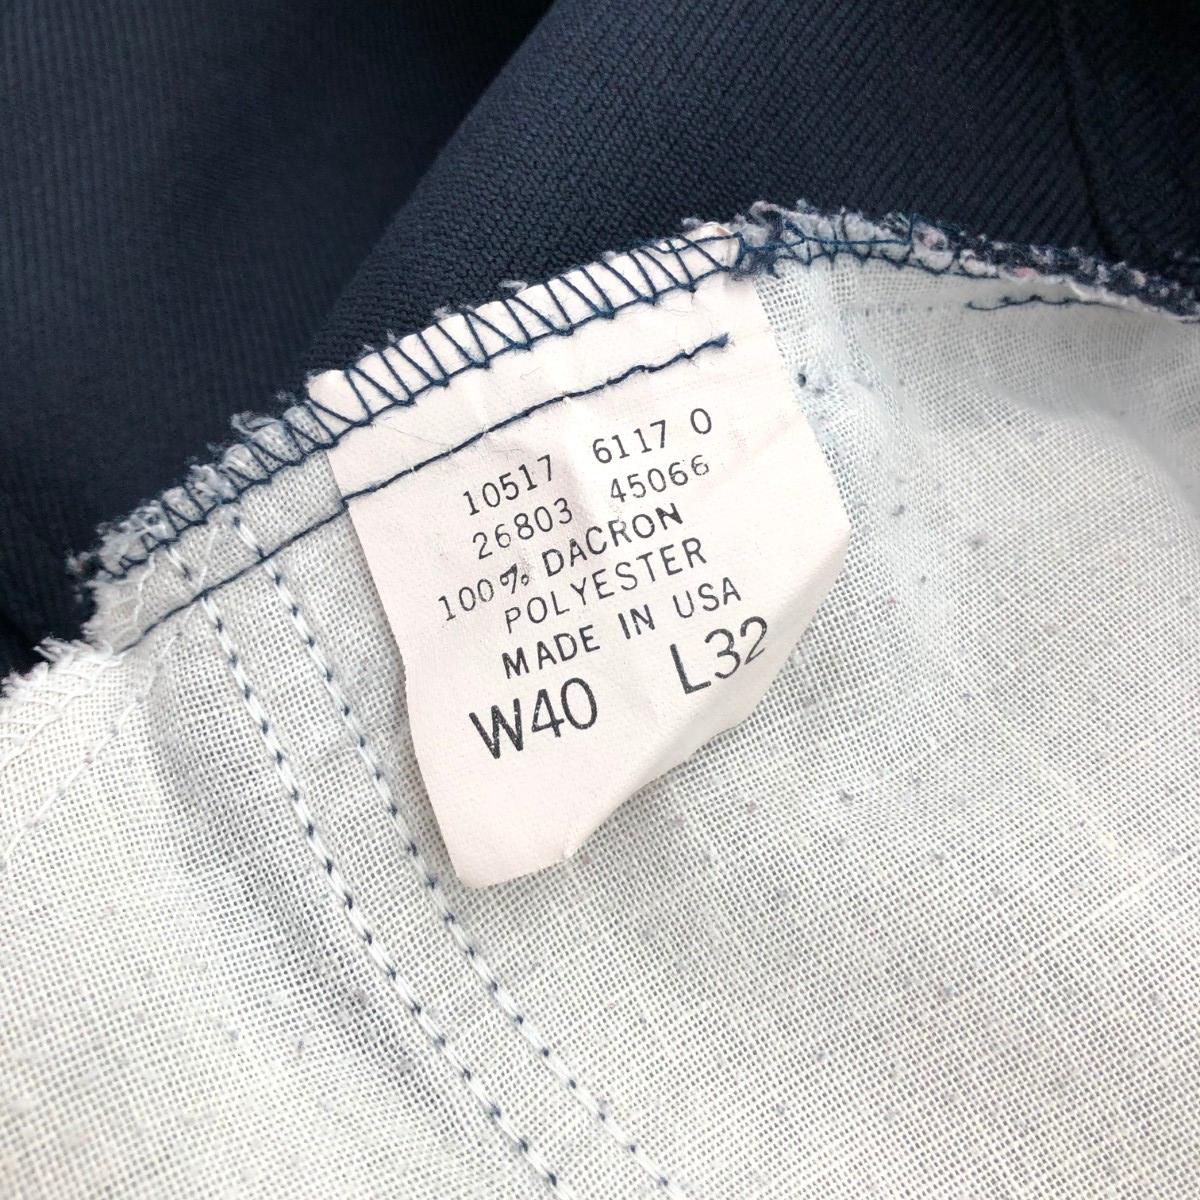 10517 6117 0
26803 45066
100% DACRON
POLYESTER
MADE IN USA
W40 L32